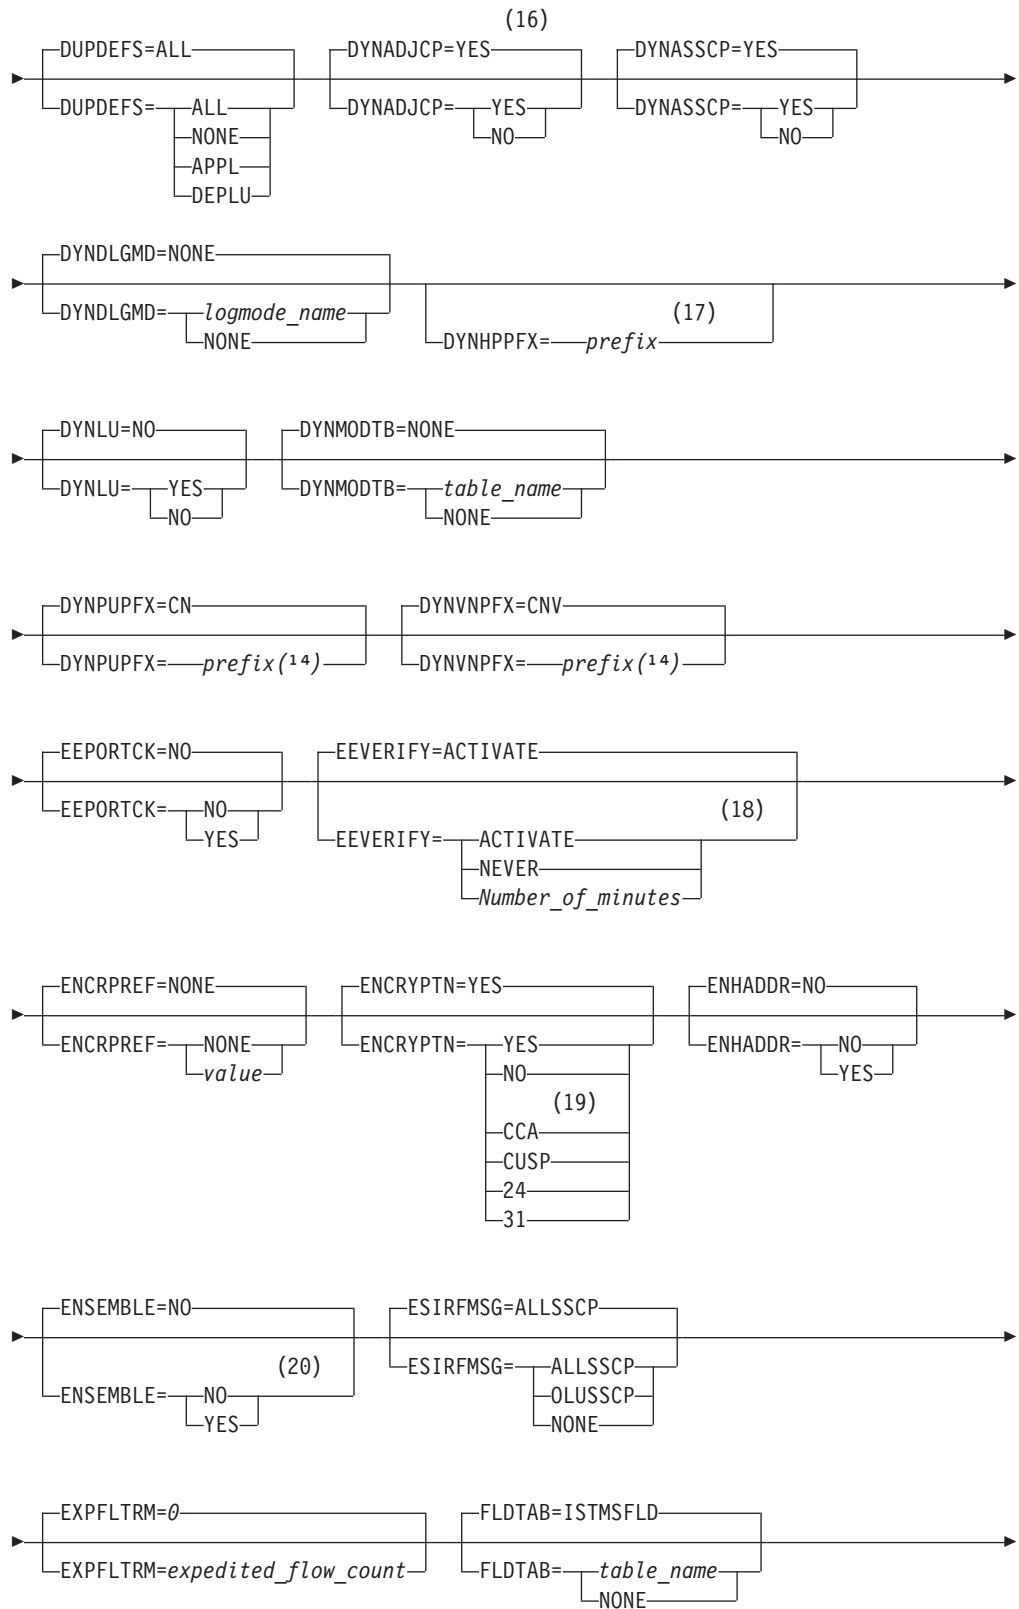 (16)
DUPDEFS=ALL DYNADJCP=YES DYNASSCP=YES
DUPDEFS= ALL DYNADJCP= YES DYNASSCP= YES
NONE NO NO
APPL
DEPLU
DYNDLGMD=NONE
DYNDLGMD= logmode_name (17)
NONE DYNHPPFX= prefix
DYNLU=NO DYNMODTB=NONE
DYNLU= YES DYNMODTB= table_name
NO NONE
DYNPUPFX=CN DYNVNPFX=CNV
DYNPUPFX= prefix(¹⁴) DYNVNPFX= prefix(¹⁴)
EEPORTCK=NO EEVERIFY=ACTIVATE
EEPORTCK= NO (18)
YES EEVERIFY= ACTIVATE
NEVER
Number_of_minutes
ENCRPREF=NONE ENCRYPTN=YES ENHADDR=NO
ENCRPREF= NONE ENCRYPTN= YES ENHADDR= NO
value NO YES
(19)
CCA
CUSP
24
31
ENSEMBLE=NO ESIRFMSG=ALLSSCP
(20) ESIRFMSG= ALLSSCP
ENSEMBLE= NO OLUSSCP
YES NONE
EXPFLTRM=0 FLDTAB=ISTMSFLD
EXPFLTRM=expedited_flow_count FLDTAB= table_name
NONE